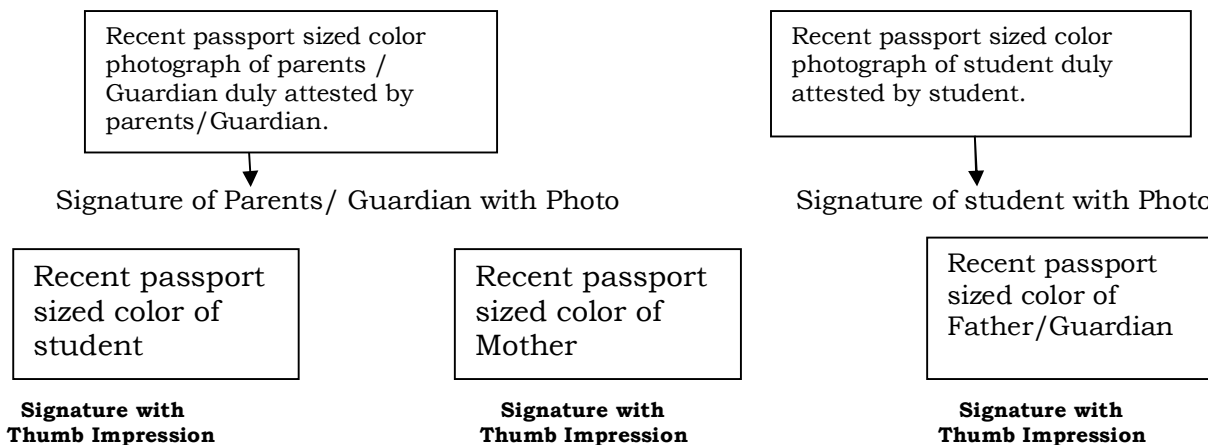 Recent passport sized color
photograph of parents /
Guardian duly attested by
parents/Guardian.
Recent passport sized color
photograph of student duly
attested by student.
Signature of Parents/ Guardian with Photo
Signature of student with Photo
Recent passport
sized color of
student
Recent passport
sized color of
Mother
Recent passport
sized color of
Father/Guardian
Signature with
Thumb Impression
Signature with
Thumb Impression
Signature with
Thumb Impression